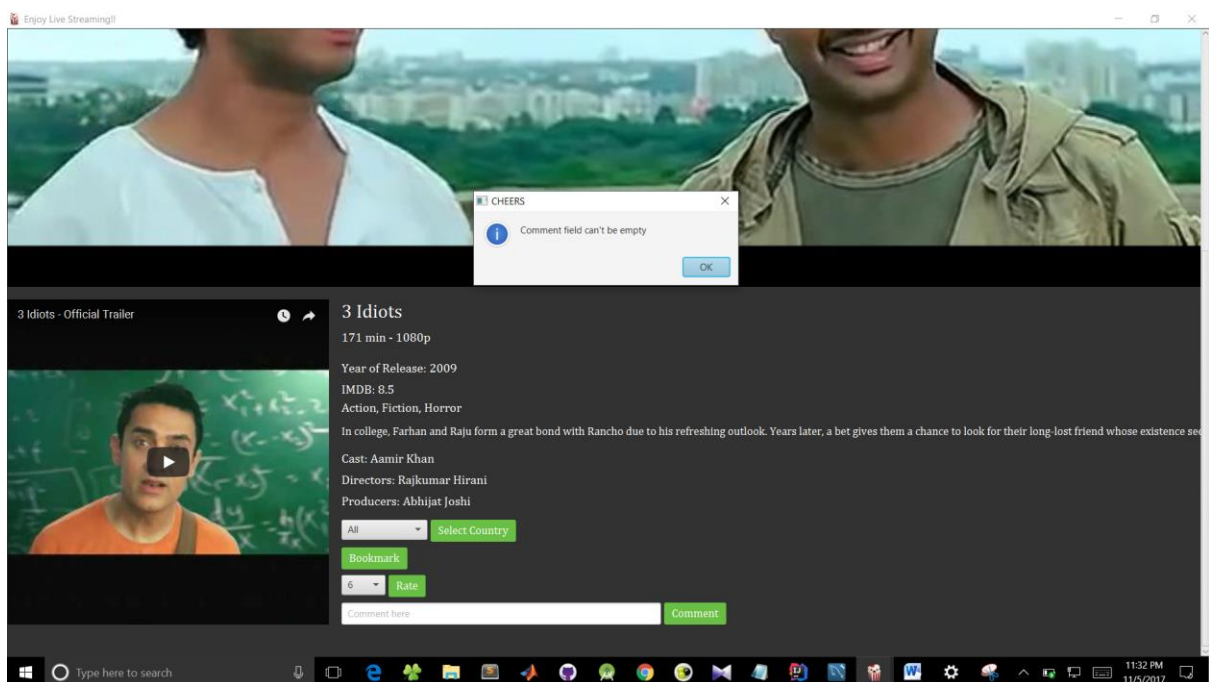 Enjoy Live Streaming!!
CHEERS
Comment field can't be empty
OK
3 Idiots - Official Trailer
3 Idiots
171 min - 1080p
Year of Release: 2009
IMDB: 8.5
Action, Fiction, Horror
In college, Farhan and Raju form a great bond with Rancho due to his refreshing outlook. Years later, a bet gives them a chance to look for their long-lost friend whose existence see
Cast: Aamir Khan
Directors: Rajkumar Hirani
Producers: Abhijat Joshi
All
Select Country
Bookmark
6
Rate
Comment here
Comment
Type here to search
11:32 PM
11/5/2017